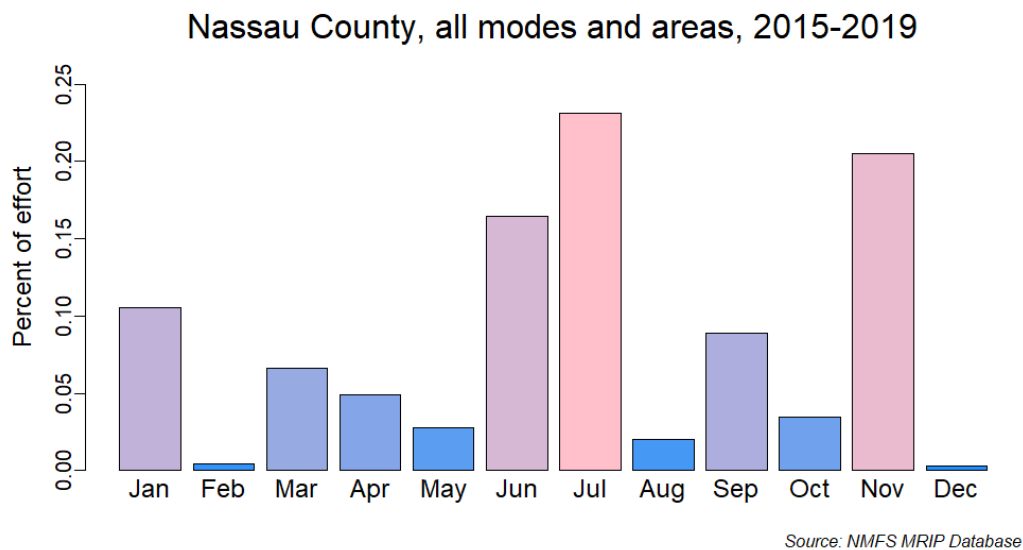 Nassau County, all modes and areas, 2015-2019
Percent of effort
0.25
0.20
0.15
0.10
0.05
0.00
Jan Feb Mar Apr May Jun Jul Aug Sep Oct Nov Dec
Source: NMFS MRIP Database